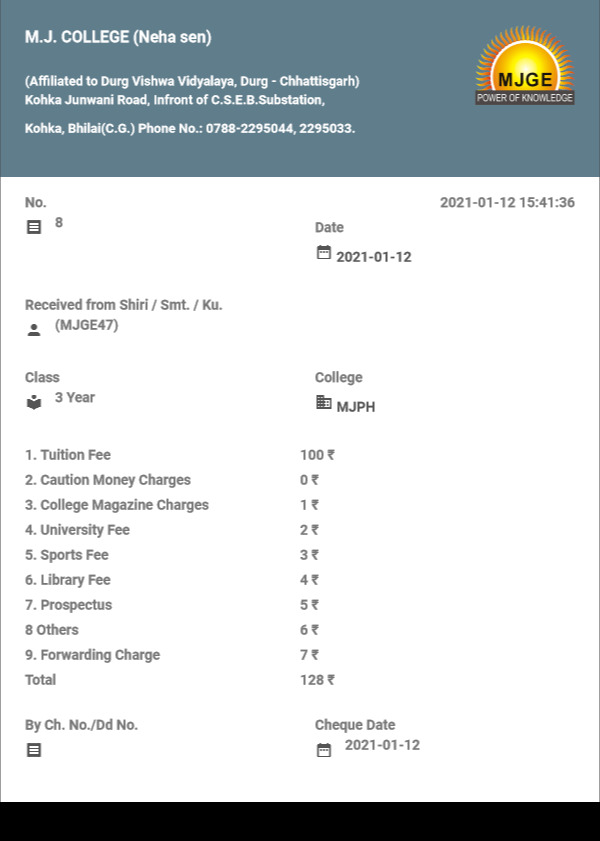 M.J. COLLEGE (Neha sen)
(Affiliated to Durg Vishwa Vidyalaya, Durg - Chhattisgarh)
Kohka Junwani Road, Infront of C.S.E.B.Substation,
Kohka, Bhilai(C.G.) Phone No.: 0788-2295044, 2295033.
MJGE
POWER OF KNOWLEDGE
No.
8
2021-01-12 15:41:36
Date
2021-01-12
Received from Shiri / Smt. / Ku.
(MJGE47)
Class
3 Year
College
MJPH
1. Tuition Fee 100 ₹
2. Caution Money Charges 0 ₹
3. College Magazine Charges 1 ₹
4. University Fee 2 ₹
5. Sports Fee 3 ₹
6. Library Fee 4 ₹
7. Prospectus 5 ₹
8 Others 6 ₹
9. Forwarding Charge 7 ₹
Total 128 ₹
By Ch. No./Dd No.
Cheque Date
2021-01-12